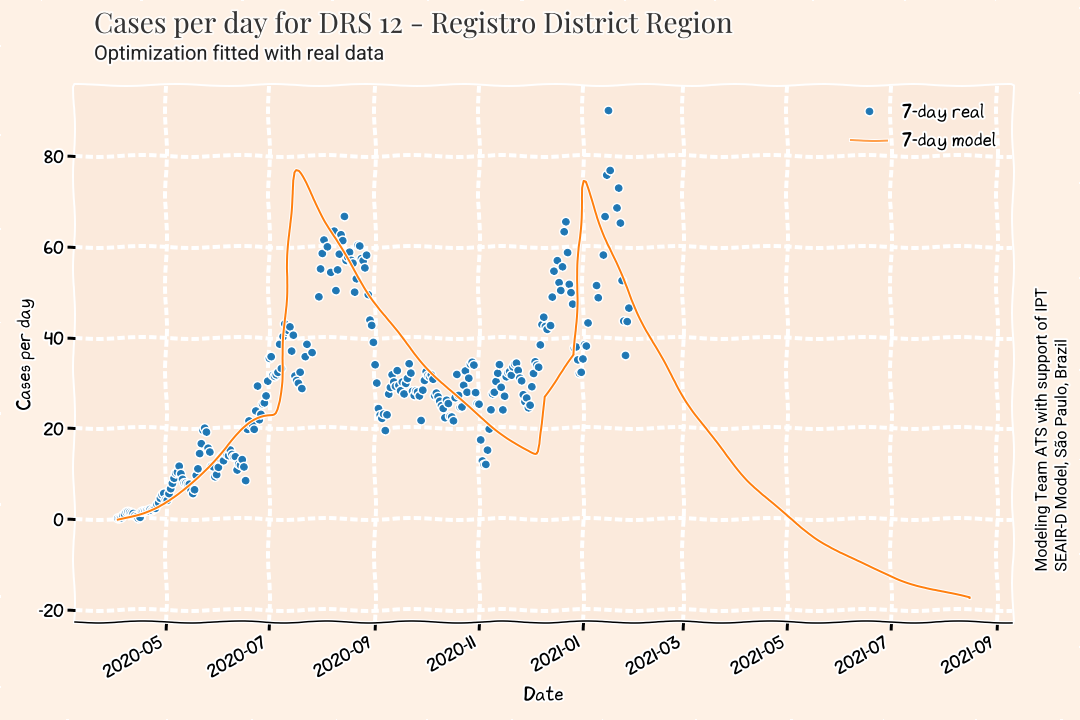 Cases per day for DRS 12 - Registro District Region
Optimization fitted with real data
7-day real
7-day model
80
60
40
20
0
-20
Cases per day
2020-05
2020-07
2020-09
2020-11
2021-01
2021-03
2021-05
2021-07
2021-09
Date
Modeling Team ATS with support of IPT
SEAIR-D Model, São Paulo, Brazil